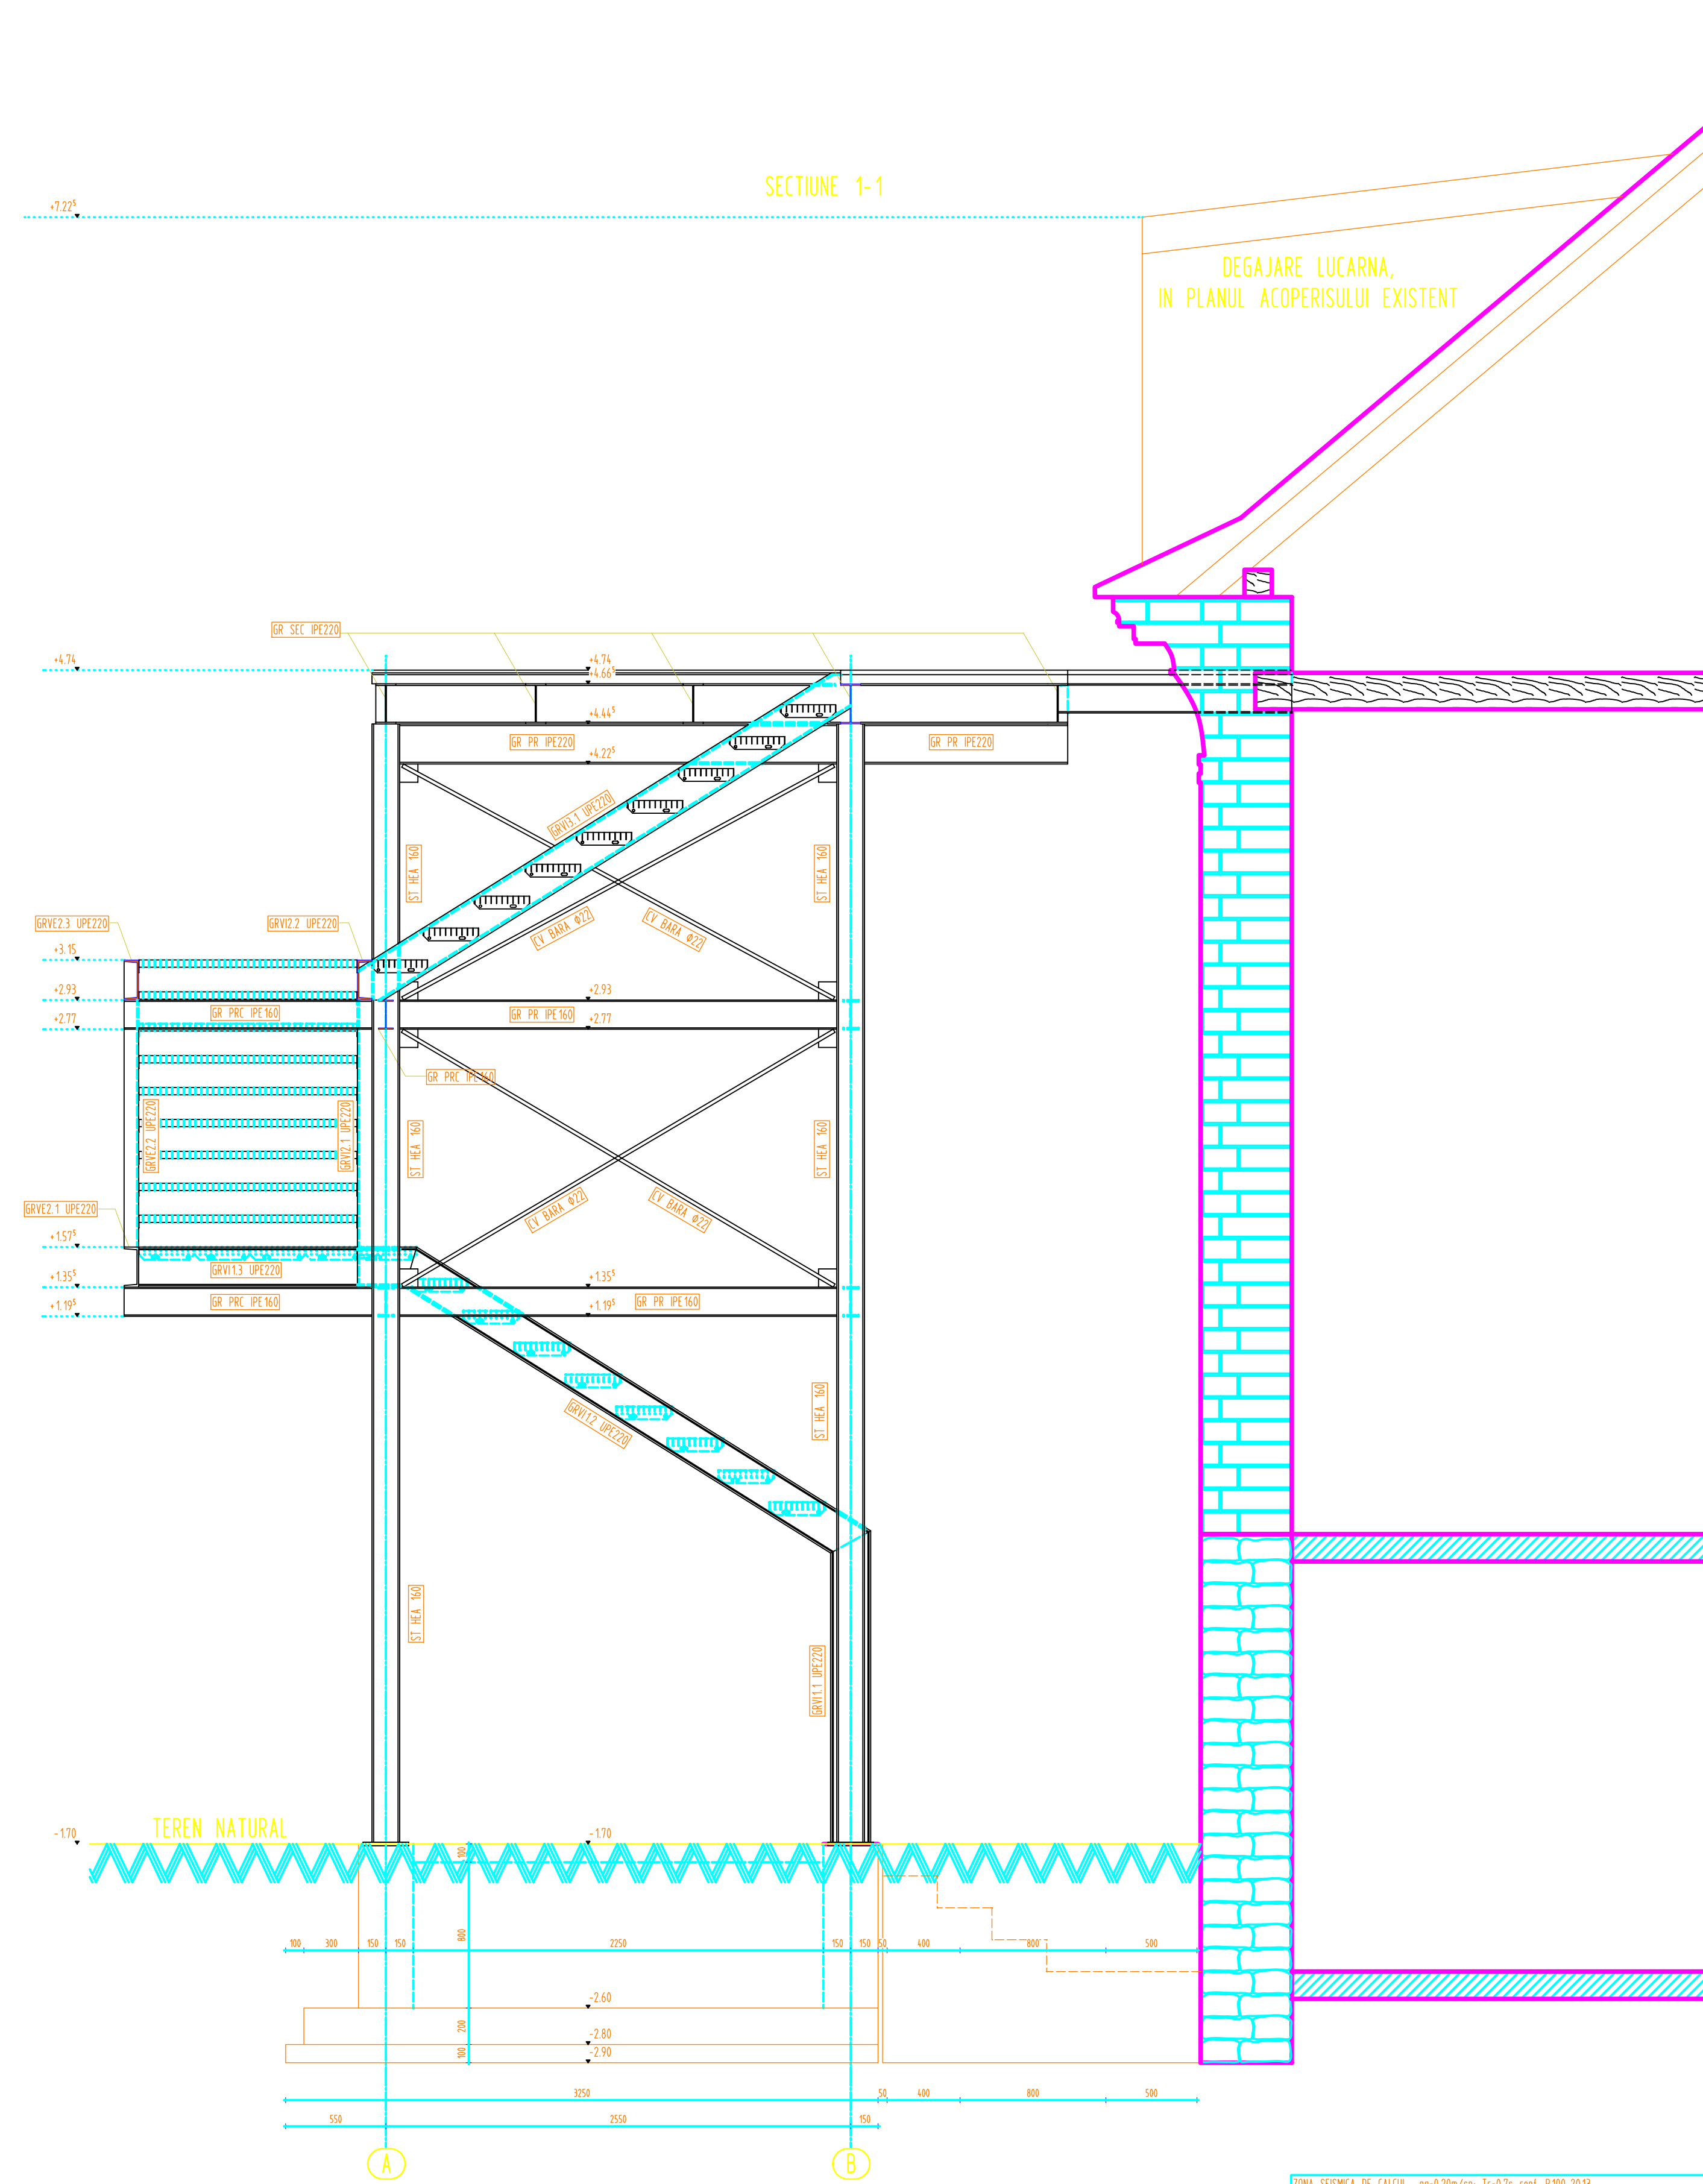 SECTIUNE 1-1
+7.22⁵
DEGAJARE LUCARNA,
IN PLANUL ACOPERISULUI EXISTENT
GR SEC IPE220
+4.74
+4.74
+4.66⁵
+4.44⁵
GR PR IPE220
GR PR IPE220
+4.22⁵
GRVI3.1 UPE220
ST HEA 160
ST HEA 160
CV BARA Φ22
CV BARA Φ22
GRVE2.3 UPE220
GRVI2.2 UPE220
+3.15
+2.93
+2.93
GR PRC IPE160
GR PR IPE160
+2.77
+2.77
GR PRC IPE160
GRVE2.2 UPE220
GRVI2.1 UPE220
ST HEA 160
ST HEA 160
CV BARA Φ22
CV BARA Φ22
GRVE2.1 UPE220
+1.57⁵
GRVI1.3 UPE220
+1.35⁵
+1.35⁵
GR PRC IPE160
GR PR IPE160
+1.19⁵
+1.19⁵
GRVI1.2 UPE220
ST HEA 160
ST HEA 160
GRVI1.1 UPE220
TEREN NATURAL
-1.70
-1.70
100
800
100 300 150 150 2250 150 150 50 400 800 500
-2.60
200
-2.80
100
-2.90
3250 50 400 800 500
550 2550 150
A B
ZONA SEISMICA DE CALCUL